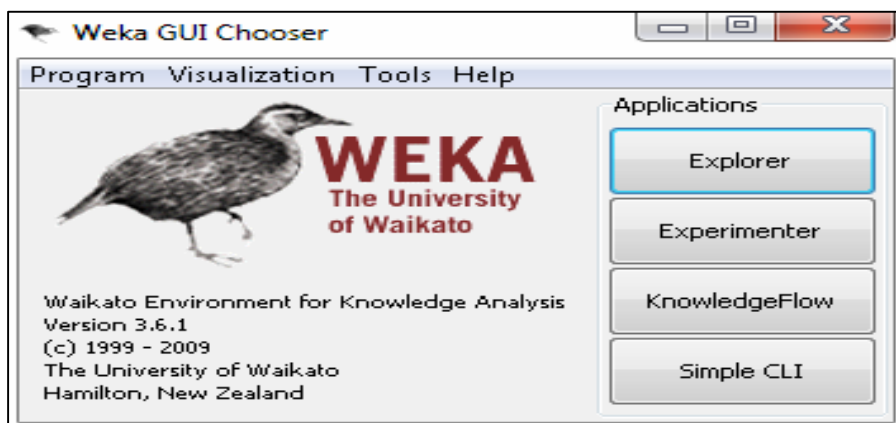 Weka GUI Chooser
Program Visualization Tools Help
WEKA
The University
of Waikato
Waikato Environment for Knowledge Analysis
Version 3.6.1
(c) 1999 - 2009
The University of Waikato
Hamilton, New Zealand
Applications
Explorer
Experimenter
KnowledgeFlow
Simple CLI